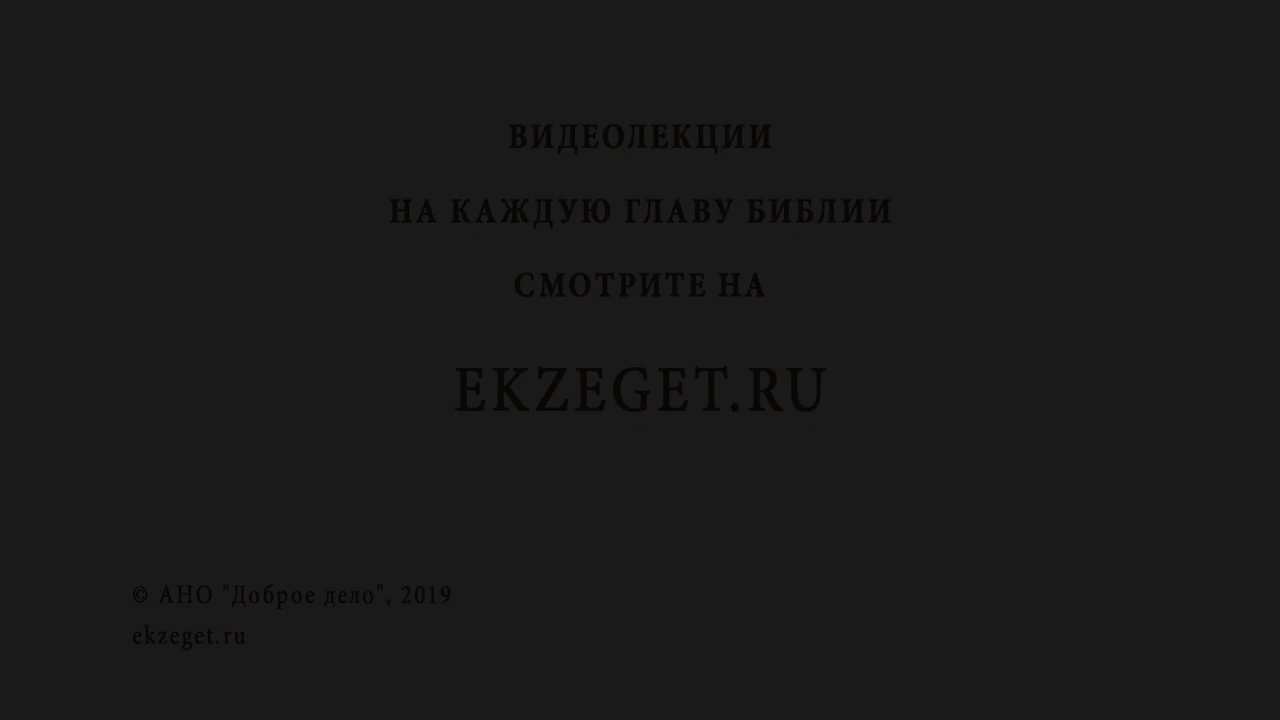 ВИДЕОЛЕКЦИИ
НА КАЖДУЮ ГЛАВУ БИБЛИИ
СМОТРИТЕ НА
EKZEGET.RU
© АНО "Доброе дело", 2019
ekzeget.ru